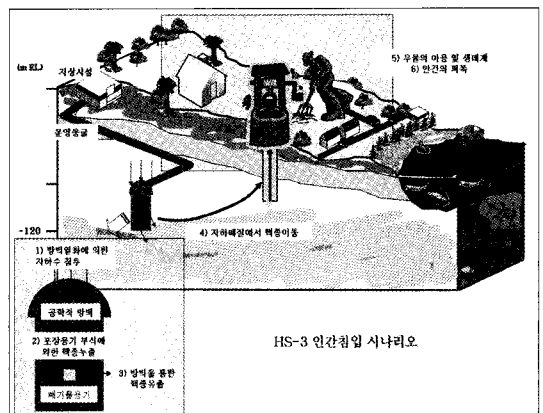 (m EL)
지상시설
운영동굴
-120
5) 우물의 마을 및 생태계
6) 인간의 피폭
4) 지하매질에서 핵종이동
1) 방벽열화에 의한
지하수 침투
공학적 방벽
2) 포장용기 부식에
의한 핵종누출
3) 방벽을 통한
핵종유출
폐기물용기
HS-3 인간침입 시나리오